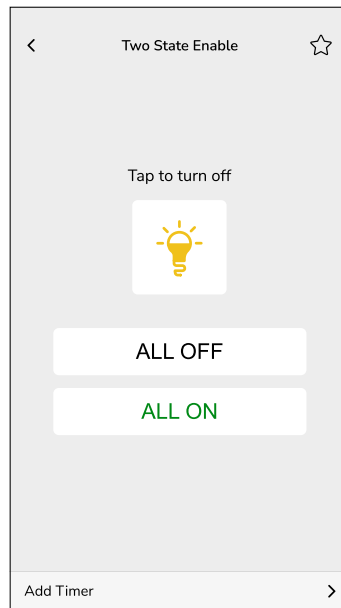 Two State Enable
Tap to turn off
ALL OFF
ALL ON
Add Timer